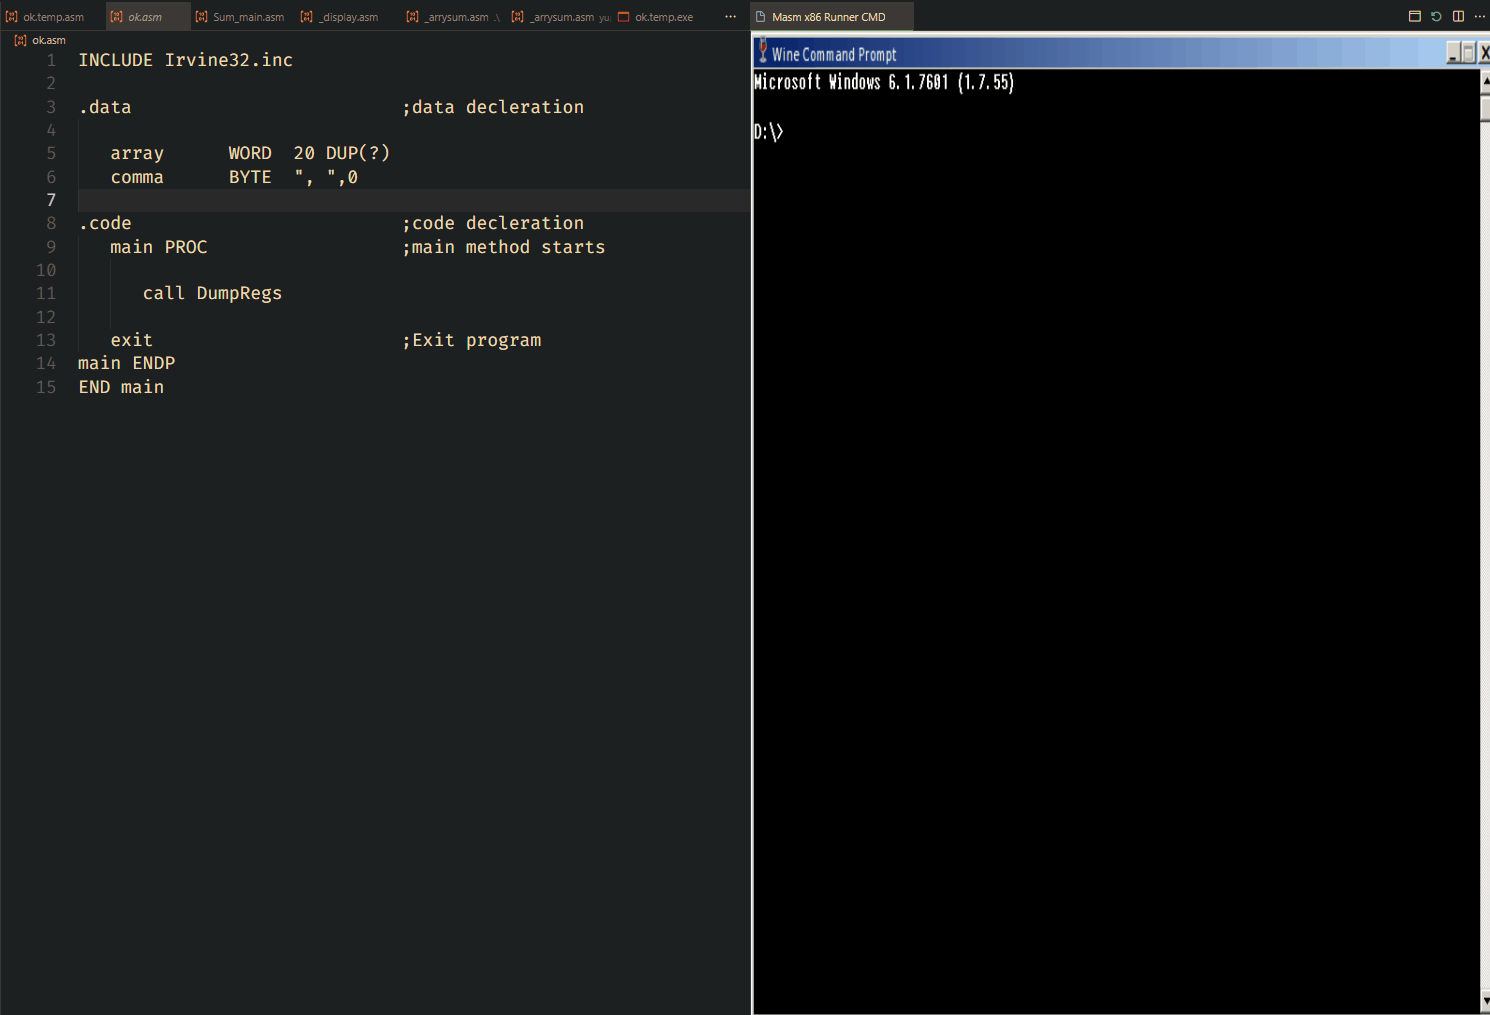 ok.temp.asm ok.asm Sum_main.asm _display.asm _arrysum.asm .\ _arrysum.asm ok.temp.exe ...
ok.asm
1 INCLUDE Irvine32.inc
2
3 .data ;data decleration
4
5 array WORD 20 DUP(?)
6 comma BYTE ", ",0
7
8 .code ;code decleration
9 main PROC ;main method starts
10
11 call DumpRegs
12
13 exit ;Exit program
14 main ENDP
15 END main
Masm x86 Runner CMD ...
Wine Command Prompt
Microsoft Windows 6.1.7601 (1.7.55)
D:\>